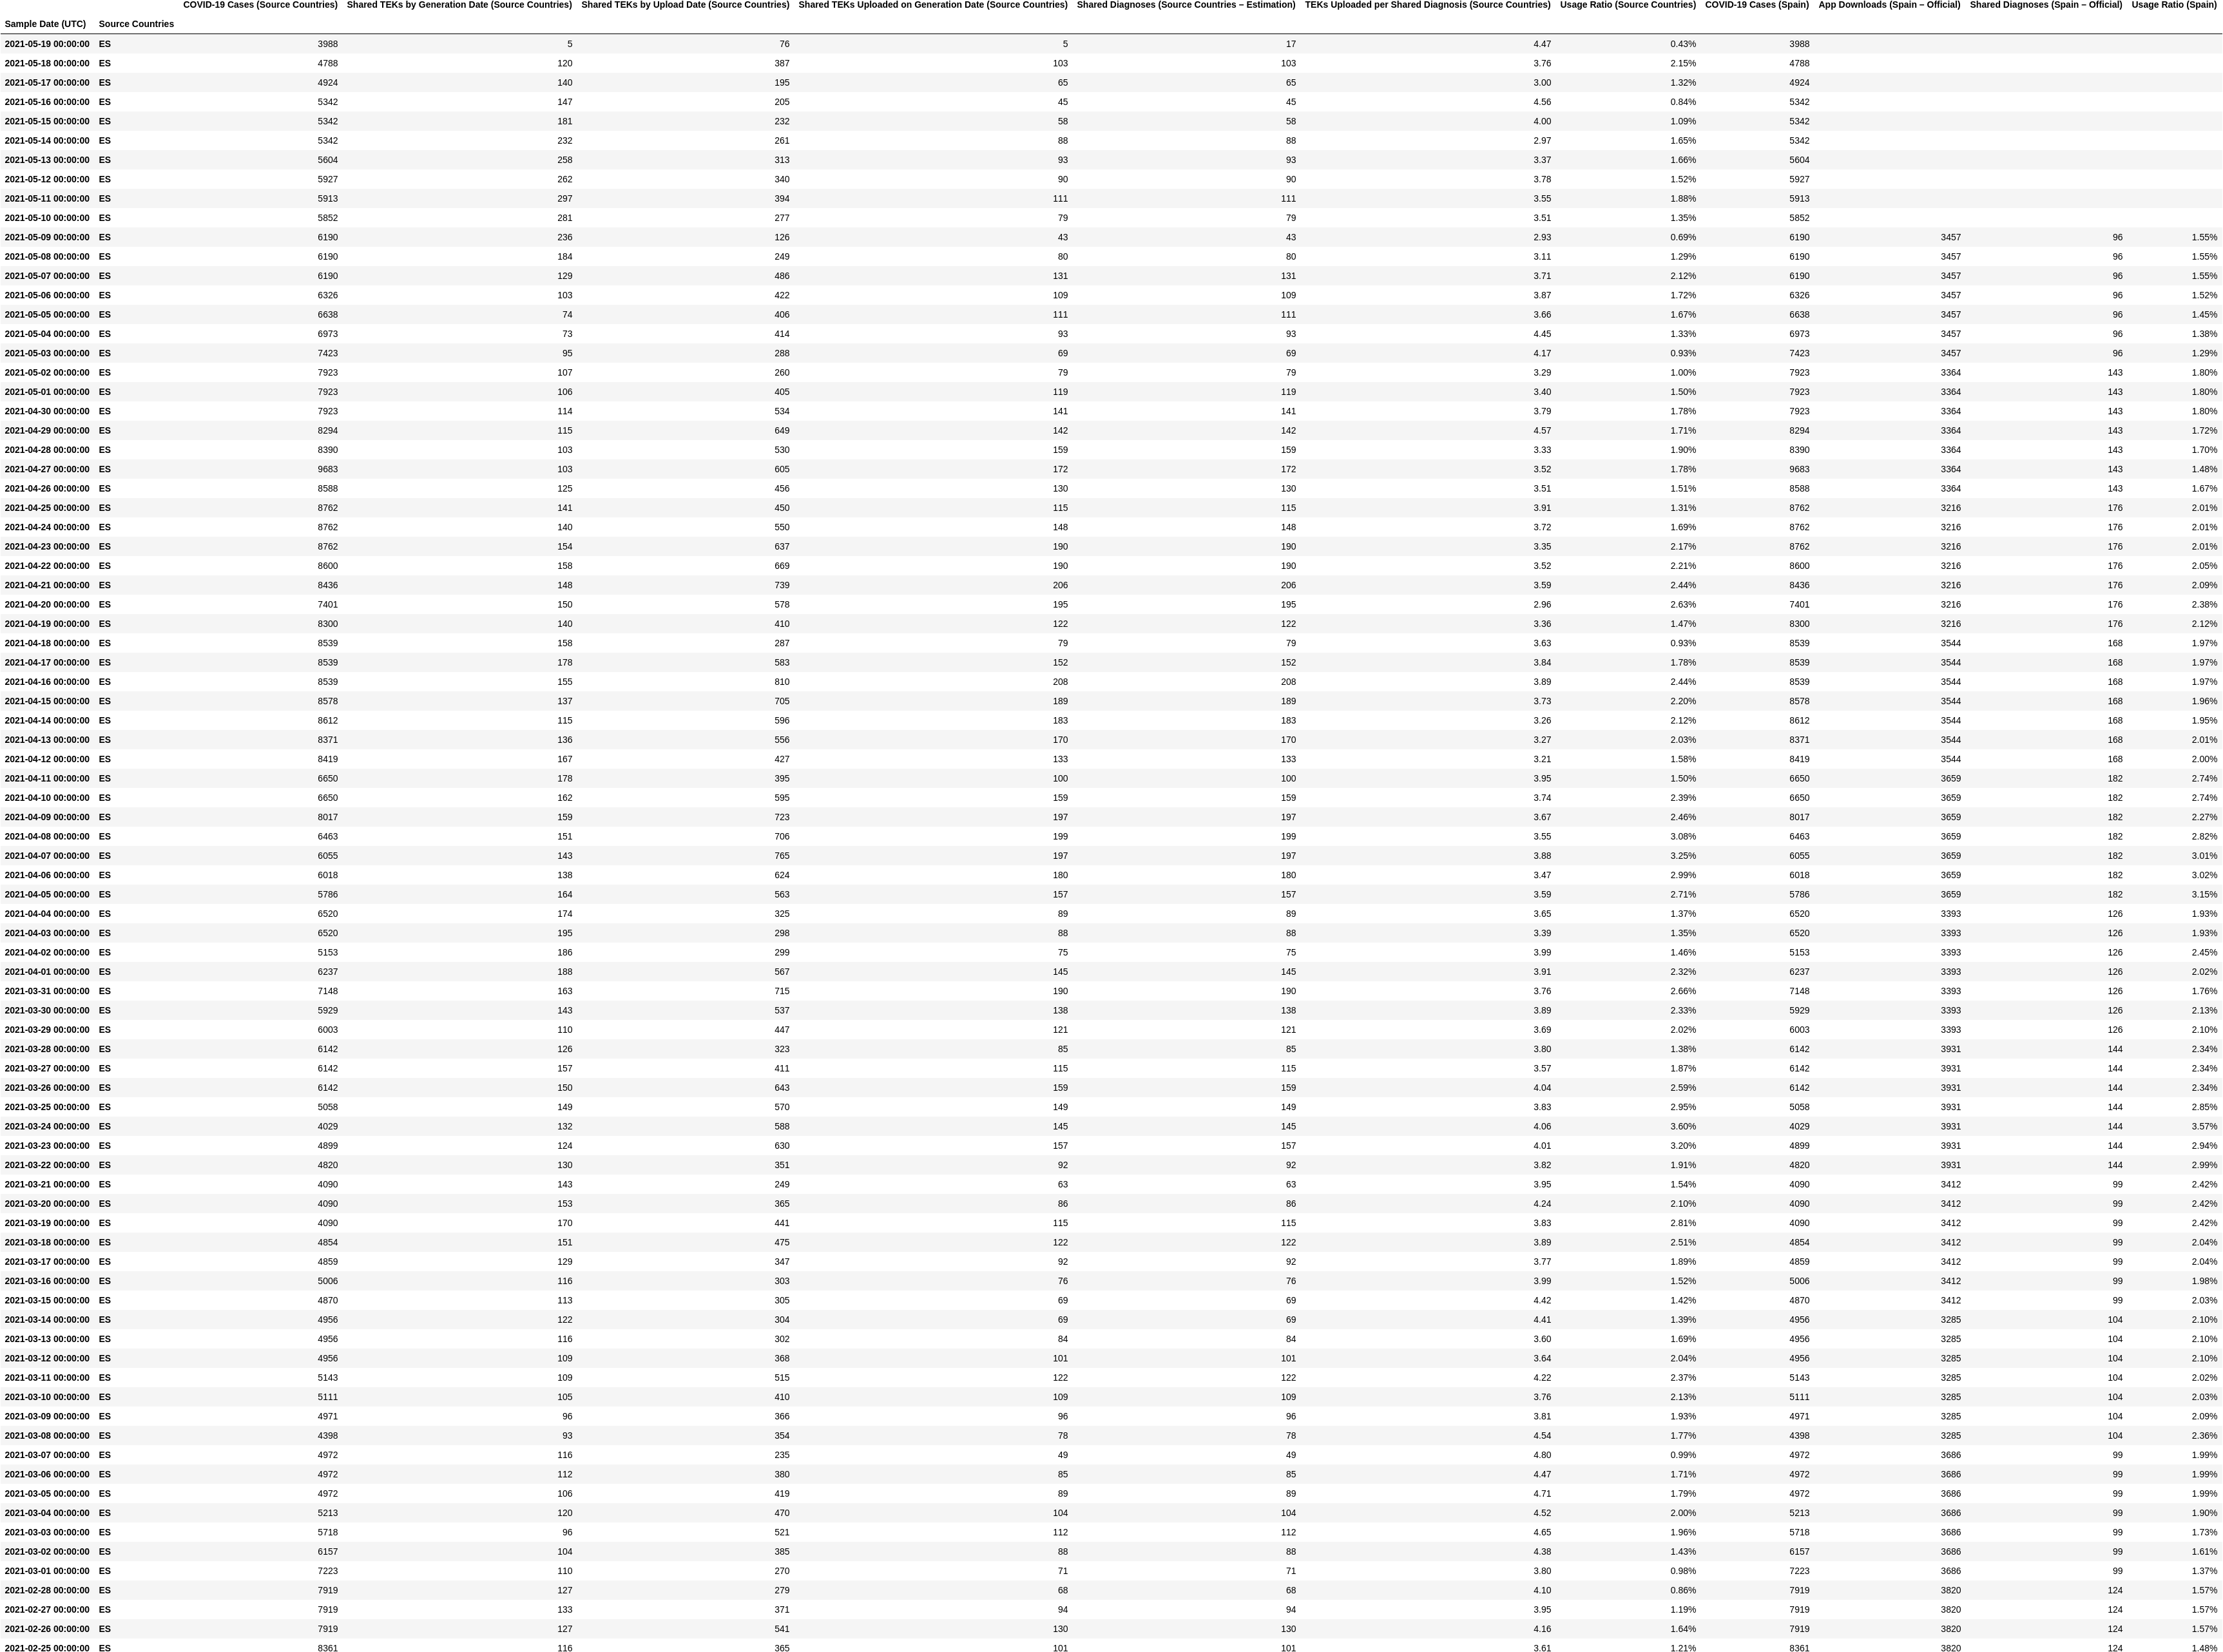 COVID-19 Cases (Source Countries) Shared TEKs by Generation Date (Source Countries) Shared TEKs by Upload Date (Source Countries) Shared TEKs Uploaded on Generation Date (Source Countries) Shared Diagnoses (Source Countries – Estimation) TEKs Uploaded per Shared Diagnosis (Source Countries) Usage Ratio (Source Countries) COVID-19 Cases (Spain) App Downloads (Spain – Official) Shared Diagnoses (Spain – Official) Usage Ratio (Spain)
Sample Date (UTC) Source Countries
2021-05-19 00:00:00 ES 3988 5 76 5 17 4.47 0.43% 3988
2021-05-18 00:00:00 ES 4788 120 387 103 103 3.76 2.15% 4788
2021-05-17 00:00:00 ES 4924 140 195 65 65 3.00 1.32% 4924
2021-05-16 00:00:00 ES 5342 147 205 45 45 4.56 0.84% 5342
2021-05-15 00:00:00 ES 5342 181 232 58 58 4.00 1.09% 5342
2021-05-14 00:00:00 ES 5342 232 261 88 88 2.97 1.65% 5342
2021-05-13 00:00:00 ES 5604 258 313 93 93 3.37 1.66% 5604
2021-05-12 00:00:00 ES 5927 262 340 90 90 3.78 1.52% 5927
2021-05-11 00:00:00 ES 5913 297 394 111 111 3.55 1.88% 5913
2021-05-10 00:00:00 ES 5852 281 277 79 79 3.51 1.35% 5852
2021-05-09 00:00:00 ES 6190 236 126 43 43 2.93 0.69% 6190 3457 96 1.55%
2021-05-08 00:00:00 ES 6190 184 249 80 80 3.11 1.29% 6190 3457 96 1.55%
2021-05-07 00:00:00 ES 6190 129 486 131 131 3.71 2.12% 6190 3457 96 1.55%
2021-05-06 00:00:00 ES 6326 103 422 109 109 3.87 1.72% 6326 3457 96 1.52%
2021-05-05 00:00:00 ES 6638 74 406 111 111 3.66 1.67% 6638 3457 96 1.45%
2021-05-04 00:00:00 ES 6973 73 414 93 93 4.45 1.33% 6973 3457 96 1.38%
2021-05-03 00:00:00 ES 7423 95 288 69 69 4.17 0.93% 7423 3457 96 1.29%
2021-05-02 00:00:00 ES 7923 107 260 79 79 3.29 1.00% 7923 3364 143 1.80%
2021-05-01 00:00:00 ES 7923 106 405 119 119 3.40 1.50% 7923 3364 143 1.80%
2021-04-30 00:00:00 ES 7923 114 534 141 141 3.79 1.78% 7923 3364 143 1.80%
2021-04-29 00:00:00 ES 8294 115 649 142 142 4.57 1.71% 8294 3364 143 1.72%
2021-04-28 00:00:00 ES 8390 103 530 159 159 3.33 1.90% 8390 3364 143 1.70%
2021-04-27 00:00:00 ES 9683 103 605 172 172 3.52 1.78% 9683 3364 143 1.48%
2021-04-26 00:00:00 ES 8588 125 456 130 130 3.51 1.51% 8588 3364 143 1.67%
2021-04-25 00:00:00 ES 8762 141 450 115 115 3.91 1.31% 8762 3216 176 2.01%
2021-04-24 00:00:00 ES 8762 140 550 148 148 3.72 1.69% 8762 3216 176 2.01%
2021-04-23 00:00:00 ES 8762 154 637 190 190 3.35 2.17% 8762 3216 176 2.01%
2021-04-22 00:00:00 ES 8600 158 669 190 190 3.52 2.21% 8600 3216 176 2.05%
2021-04-21 00:00:00 ES 8436 148 739 206 206 3.59 2.44% 8436 3216 176 2.09%
2021-04-20 00:00:00 ES 7401 150 578 195 195 2.96 2.63% 7401 3216 176 2.38%
2021-04-19 00:00:00 ES 8300 140 410 122 122 3.36 1.47% 8300 3216 176 2.12%
2021-04-18 00:00:00 ES 8539 158 287 79 79 3.63 0.93% 8539 3544 168 1.97%
2021-04-17 00:00:00 ES 8539 178 583 152 152 3.84 1.78% 8539 3544 168 1.97%
2021-04-16 00:00:00 ES 8539 155 810 208 208 3.89 2.44% 8539 3544 168 1.97%
2021-04-15 00:00:00 ES 8578 137 705 189 189 3.73 2.20% 8578 3544 168 1.96%
2021-04-14 00:00:00 ES 8612 115 596 183 183 3.26 2.12% 8612 3544 168 1.95%
2021-04-13 00:00:00 ES 8371 136 556 170 170 3.27 2.03% 8371 3544 168 2.01%
2021-04-12 00:00:00 ES 8419 167 427 133 133 3.21 1.58% 8419 3544 168 2.00%
2021-04-11 00:00:00 ES 6650 178 395 100 100 3.95 1.50% 6650 3659 182 2.74%
2021-04-10 00:00:00 ES 6650 162 595 159 159 3.74 2.39% 6650 3659 182 2.74%
2021-04-09 00:00:00 ES 8017 159 723 197 197 3.67 2.46% 8017 3659 182 2.27%
2021-04-08 00:00:00 ES 6463 151 706 199 199 3.55 3.08% 6463 3659 182 2.82%
2021-04-07 00:00:00 ES 6055 143 765 197 197 3.88 3.25% 6055 3659 182 3.01%
2021-04-06 00:00:00 ES 6018 138 624 180 180 3.47 2.99% 6018 3659 182 3.02%
2021-04-05 00:00:00 ES 5786 164 563 157 157 3.59 2.71% 5786 3659 182 3.15%
2021-04-04 00:00:00 ES 6520 174 325 89 89 3.65 1.37% 6520 3393 126 1.93%
2021-04-03 00:00:00 ES 6520 195 298 88 88 3.39 1.35% 6520 3393 126 1.93%
2021-04-02 00:00:00 ES 5153 186 299 75 75 3.99 1.46% 5153 3393 126 2.45%
2021-04-01 00:00:00 ES 6237 188 567 145 145 3.91 2.32% 6237 3393 126 2.02%
2021-03-31 00:00:00 ES 7148 163 715 190 190 3.76 2.66% 7148 3393 126 1.76%
2021-03-30 00:00:00 ES 5929 143 537 138 138 3.89 2.33% 5929 3393 126 2.13%
2021-03-29 00:00:00 ES 6003 110 447 121 121 3.69 2.02% 6003 3393 126 2.10%
2021-03-28 00:00:00 ES 6142 126 323 85 85 3.80 1.38% 6142 3931 144 2.34%
2021-03-27 00:00:00 ES 6142 157 411 115 115 3.57 1.87% 6142 3931 144 2.34%
2021-03-26 00:00:00 ES 6142 150 643 159 159 4.04 2.59% 6142 3931 144 2.34%
2021-03-25 00:00:00 ES 5058 149 570 149 149 3.83 2.95% 5058 3931 144 2.85%
2021-03-24 00:00:00 ES 4029 132 588 145 145 4.06 3.60% 4029 3931 144 3.57%
2021-03-23 00:00:00 ES 4899 124 630 157 157 4.01 3.20% 4899 3931 144 2.94%
2021-03-22 00:00:00 ES 4820 130 351 92 92 3.82 1.91% 4820 3931 144 2.99%
2021-03-21 00:00:00 ES 4090 143 249 63 63 3.95 1.54% 4090 3412 99 2.42%
2021-03-20 00:00:00 ES 4090 153 365 86 86 4.24 2.10% 4090 3412 99 2.42%
2021-03-19 00:00:00 ES 4090 170 441 115 115 3.83 2.81% 4090 3412 99 2.42%
2021-03-18 00:00:00 ES 4854 151 475 122 122 3.89 2.51% 4854 3412 99 2.04%
2021-03-17 00:00:00 ES 4859 129 347 92 92 3.77 1.89% 4859 3412 99 2.04%
2021-03-16 00:00:00 ES 5006 116 303 76 76 3.99 1.52% 5006 3412 99 1.98%
2021-03-15 00:00:00 ES 4870 113 305 69 69 4.42 1.42% 4870 3412 99 2.03%
2021-03-14 00:00:00 ES 4956 122 304 69 69 4.41 1.39% 4956 3285 104 2.10%
2021-03-13 00:00:00 ES 4956 116 302 84 84 3.60 1.69% 4956 3285 104 2.10%
2021-03-12 00:00:00 ES 4956 109 368 101 101 3.64 2.04% 4956 3285 104 2.10%
2021-03-11 00:00:00 ES 5143 109 515 122 122 4.22 2.37% 5143 3285 104 2.02%
2021-03-10 00:00:00 ES 5111 105 410 109 109 3.76 2.13% 5111 3285 104 2.03%
2021-03-09 00:00:00 ES 4971 96 366 96 96 3.81 1.93% 4971 3285 104 2.09%
2021-03-08 00:00:00 ES 4398 93 354 78 78 4.54 1.77% 4398 3285 104 2.36%
2021-03-07 00:00:00 ES 4972 116 235 49 49 4.80 0.99% 4972 3686 99 1.99%
2021-03-06 00:00:00 ES 4972 112 380 85 85 4.47 1.71% 4972 3686 99 1.99%
2021-03-05 00:00:00 ES 4972 106 419 89 89 4.71 1.79% 4972 3686 99 1.99%
2021-03-04 00:00:00 ES 5213 120 470 104 104 4.52 2.00% 5213 3686 99 1.90%
2021-03-03 00:00:00 ES 5718 96 521 112 112 4.65 1.96% 5718 3686 99 1.73%
2021-03-02 00:00:00 ES 6157 104 385 88 88 4.38 1.43% 6157 3686 99 1.61%
2021-03-01 00:00:00 ES 7223 110 270 71 71 3.80 0.98% 7223 3686 99 1.37%
2021-02-28 00:00:00 ES 7919 127 279 68 68 4.10 0.86% 7919 3820 124 1.57%
2021-02-27 00:00:00 ES 7919 133 371 94 94 3.95 1.19% 7919 3820 124 1.57%
2021-02-26 00:00:00 ES 7919 127 541 130 130 4.16 1.64% 7919 3820 124 1.57%
2021-02-25 00:00:00 ES 8361 116 365 101 101 3.61 1.21% 8361 3820 124 1.48%